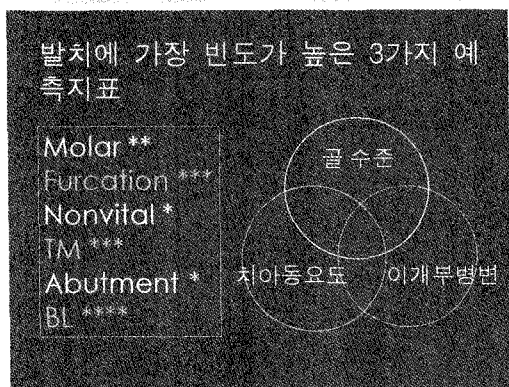 발치에 가장 빈도가 높은 3가지 예
측지표
Molar **
Furcation ***
Nonvital *
TM ***
Abutment *
BL ****
골 수준
치아동요도
이개부병변